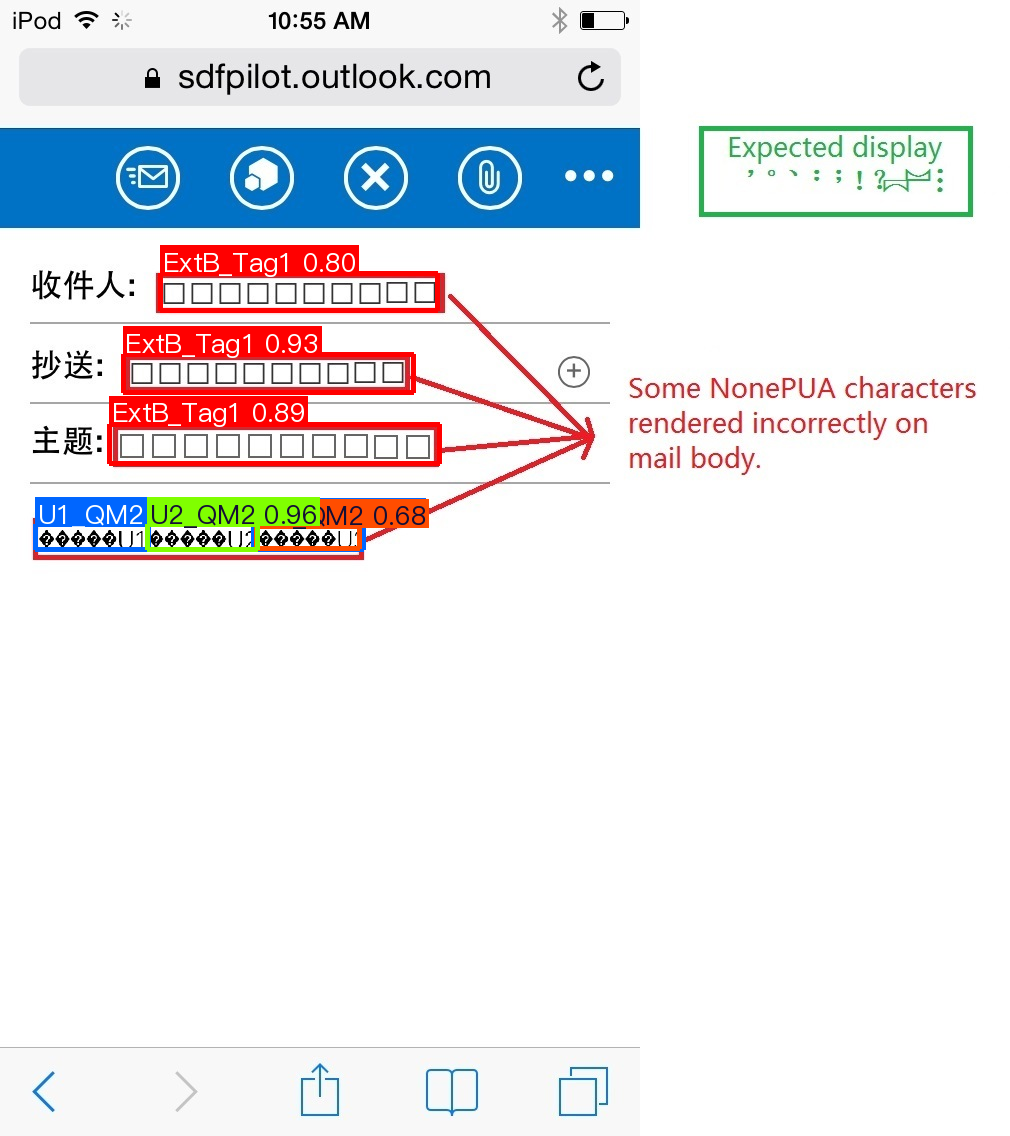 iPod 10:55 AM
sdfpilot.outlook.com
Expected display
ExtB_Tag1 0.80
收件人: □□□□□□□□□□
ExtB_Tag1 0.93
抄送: □□□□□□□□□□
ExtB_Tag1 0.89
主题: □□□□□□□□□□
Some NonePUA characters
rendered incorrectly on
mail body.
U1_QM2 U2_QM2 0.96 QM2 0.68
�����U1�����U2�����U3